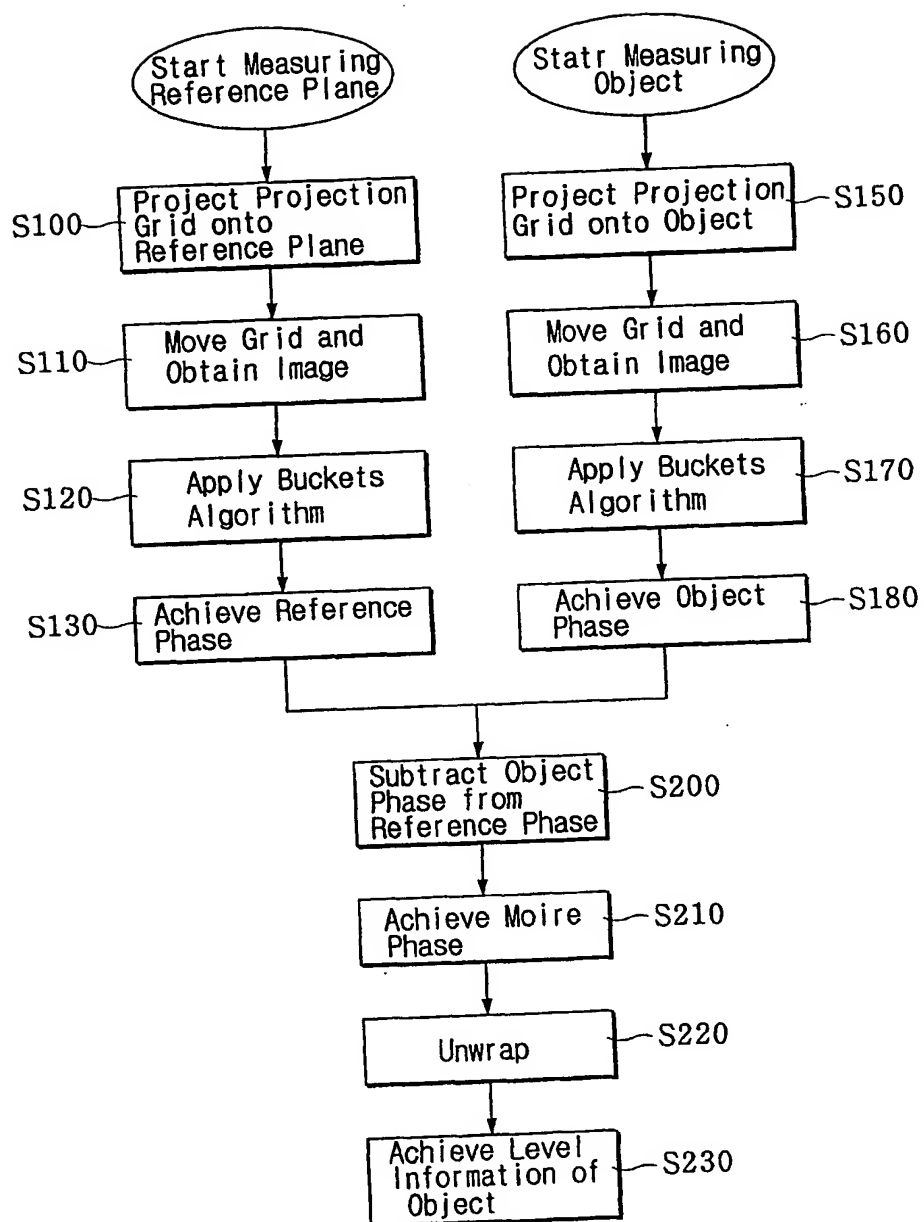 Start Measuring
Reference Plane
Statr Measuring
Object
S100
Project Projection
Grid onto
Reference Plane
Project Projection
Grid onto Object
S150
S110
Move Grid and
Obtain Image
Move Grid and
Obtain Image
S160
S120
Apply Buckets
Algorithm
Apply Buckets
Algorithm
S170
S130
Achieve Reference
Phase
Achieve Object
Phase
S180
Subtract Object
Phase from
Reference Phase
S200
Achieve Moire
Phase
S210
Unwrap
S220
Achieve Level
Information of
Object
S230